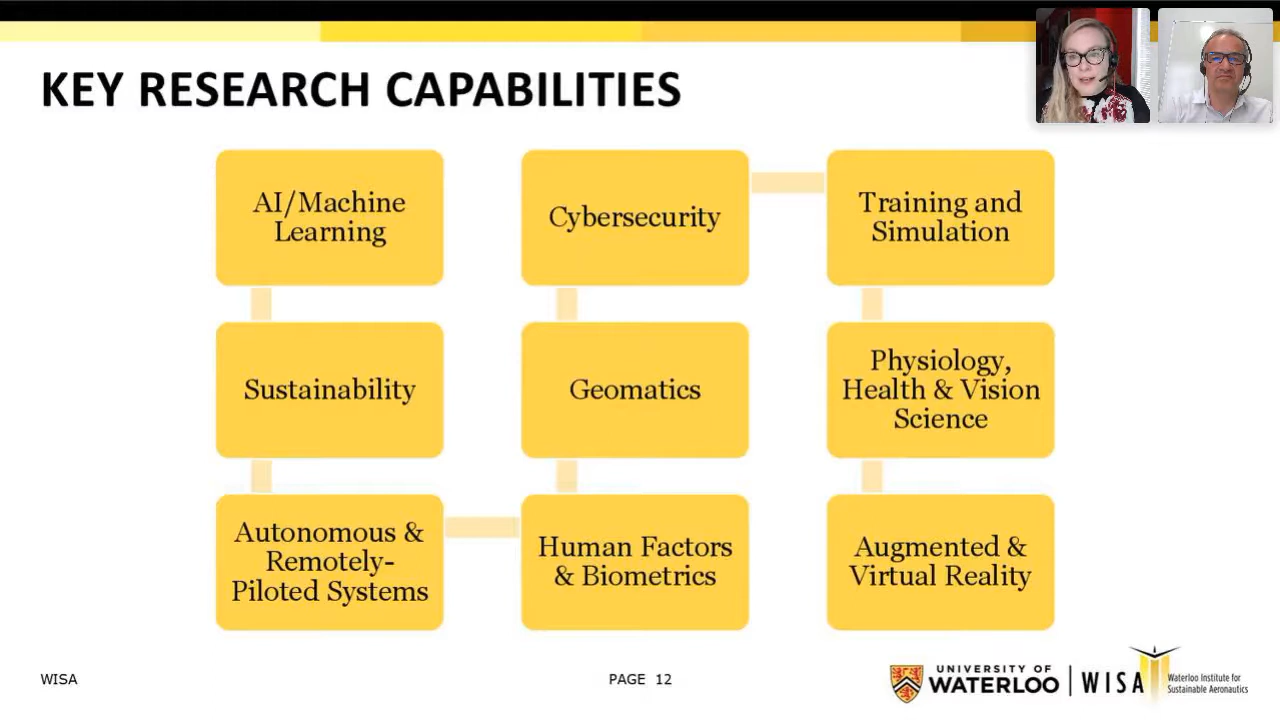 KEY RESEARCH CAPABILITIES
AI/Machine
Learning
Cybersecurity
Training and
Simulation
Sustainability
Geomatics
Physiology,
Health & Vision
Science
Autonomous &
Remotely-
Piloted Systems
Human Factors
& Biometrics
Augmented &
Virtual Reality
WISA
PAGE 12
UNIVERSITY OF
WATERLOO
WISA
Waterloo Institute for
Sustainable Aeronautics